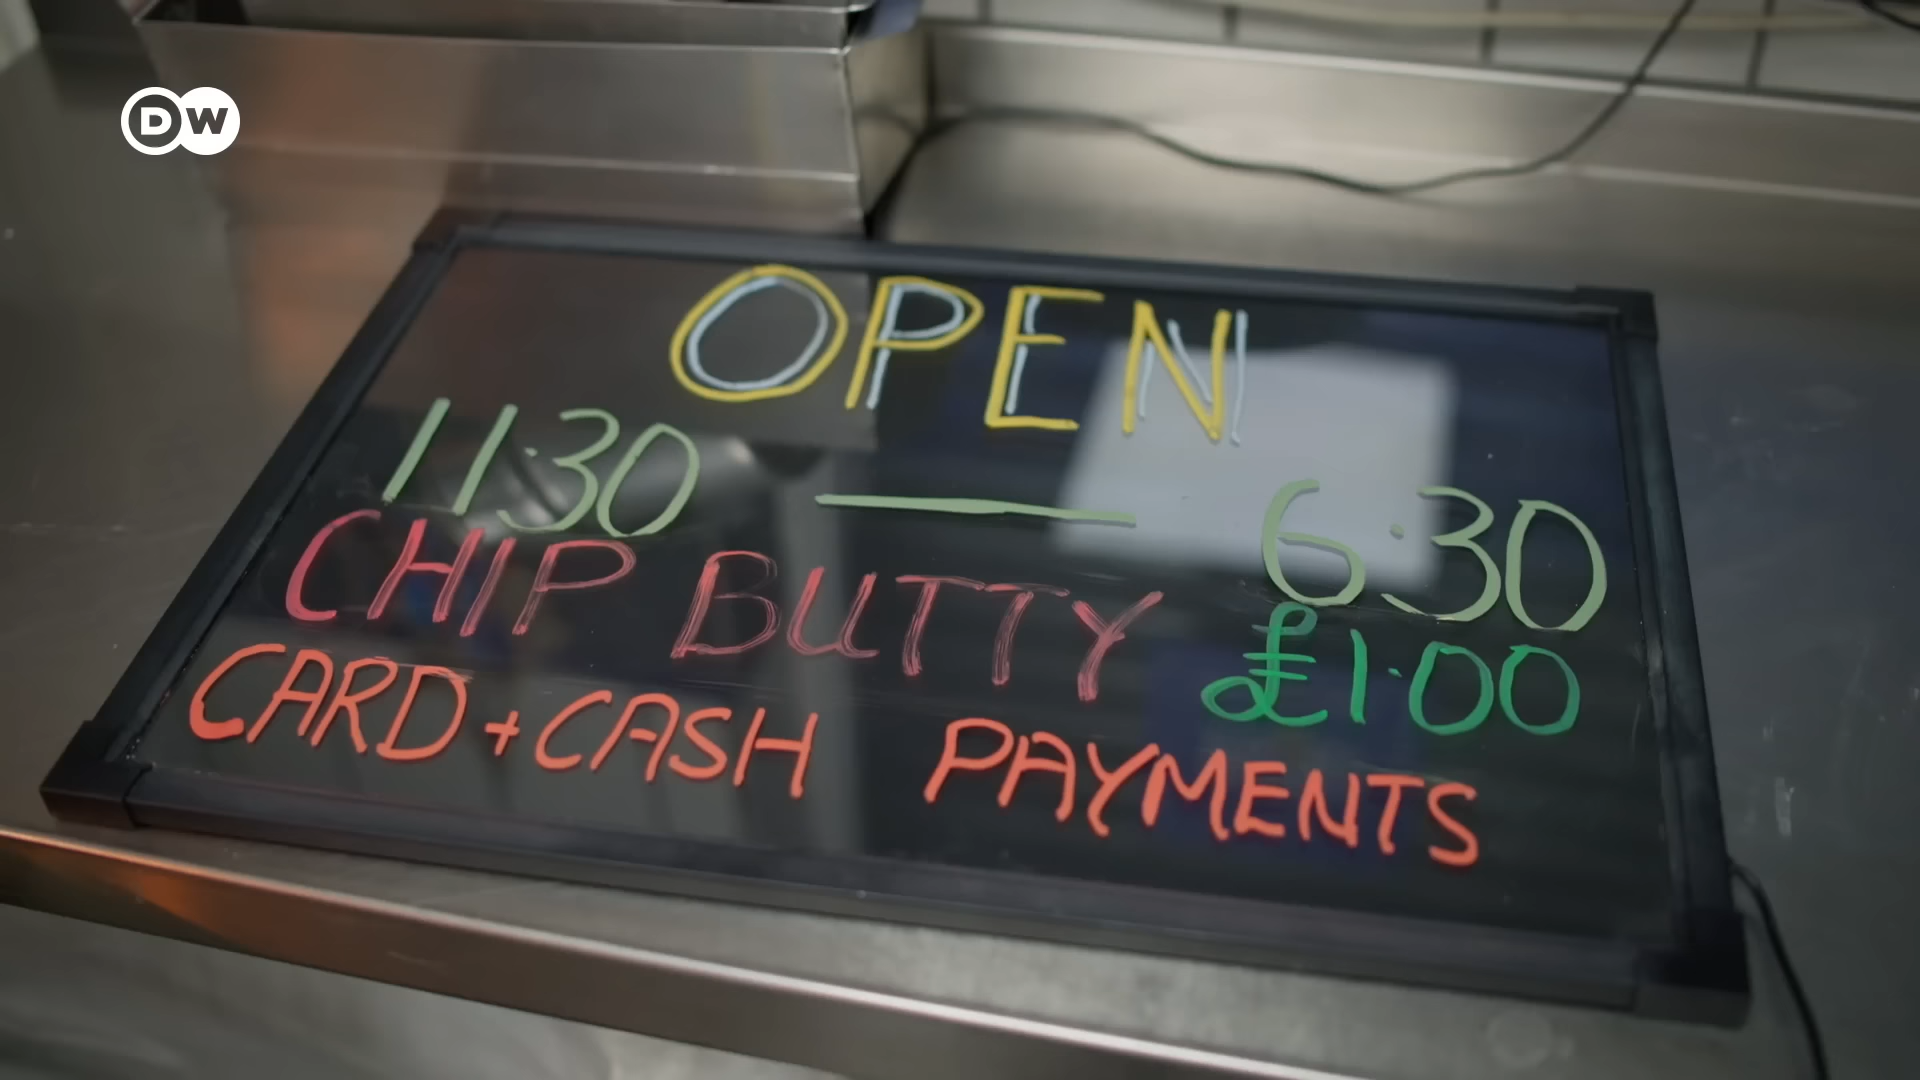 DW
OPEN
11:30 — 6:30
CHIP BUTTY £1.00
CARD + CASH PAYMENTS